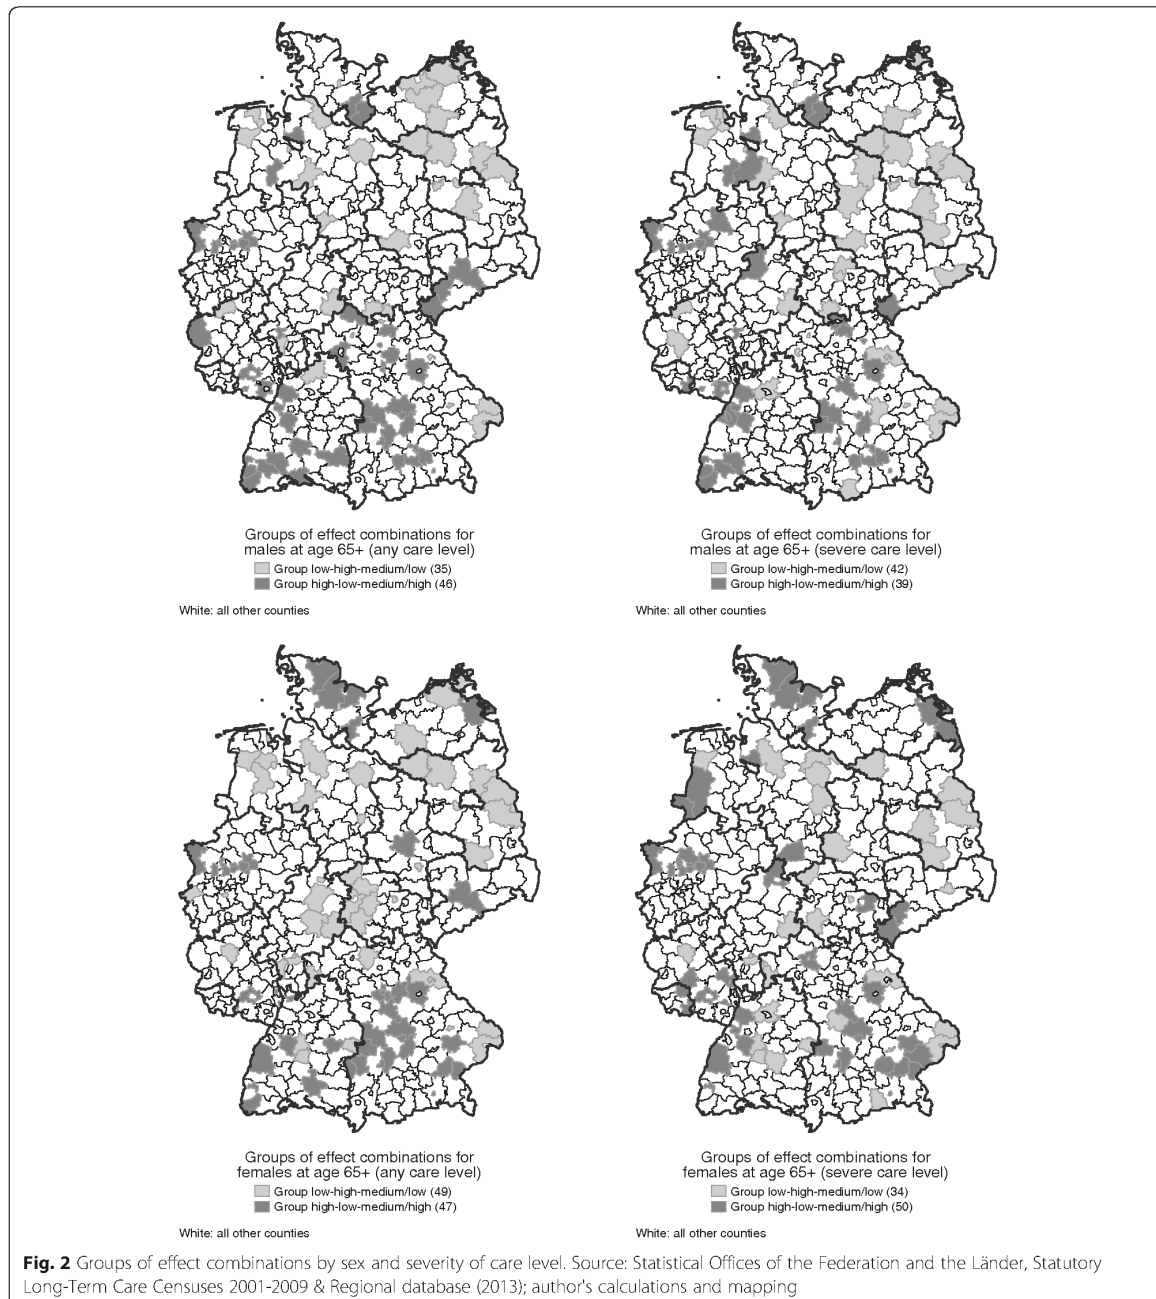 Groups of effect combinations for
males at age 65+ (any care level)
Group low-high-medium/low (35)
Group high-low-medium/high (46)
White: all other counties
Groups of effect combinations for
males at age 65+ (severe care level)
Group low-high-medium/low (42)
Group high-low-medium/high (39)
White: all other counties
Groups of effect combinations for
females at age 65+ (any care level)
Group low-high-medium/low (49)
Group high-low-medium/high (47)
White: all other counties
Groups of effect combinations for
females at age 65+ (severe care level)
Group low-high-medium/low (34)
Group high-low-medium/high (50)
White: all other counties
Fig. 2 Groups of effect combinations by sex and severity of care level. Source: Statistical Offices of the Federation and the Länder, Statutory
Long-Term Care Censuses 2001-2009 & Regional database (2013); author's calculations and mapping